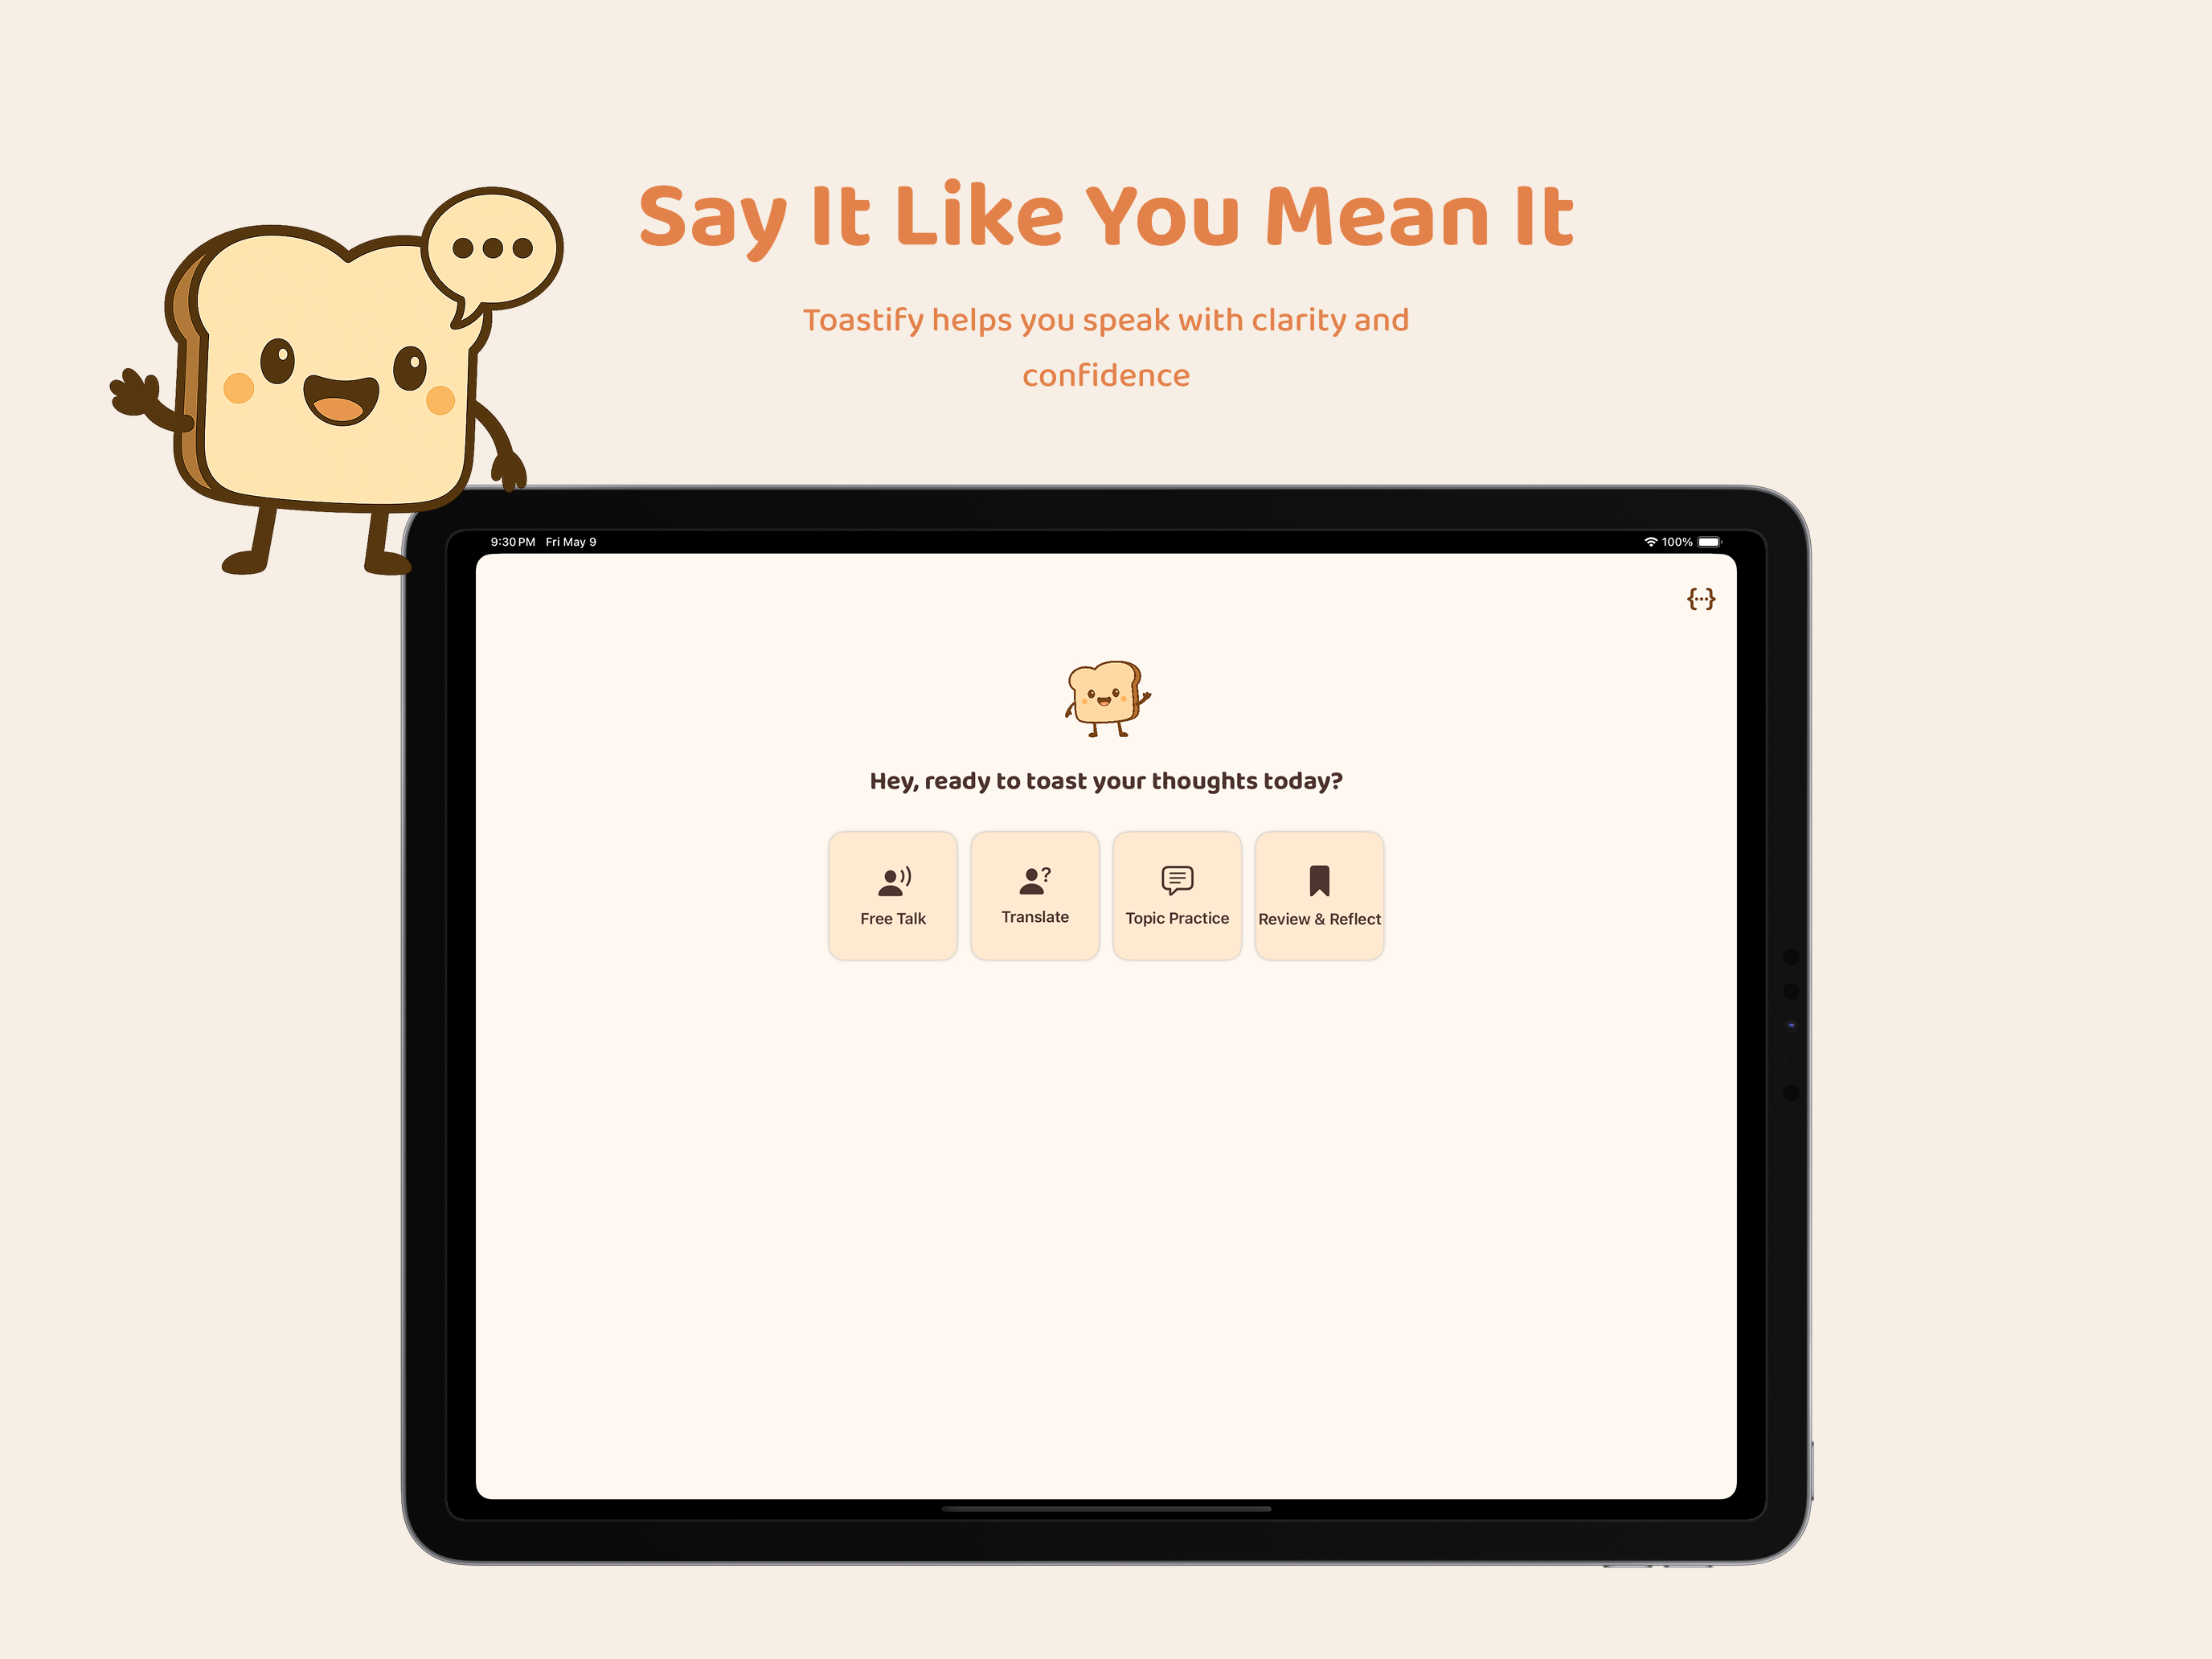 Say It Like You Mean It
Toastify helps you speak with clarity and
confidence
9:30 PM Fri May 9
100%
Hey, ready to toast your thoughts today?
Free Talk
Translate
Topic Practice
Review & Reflect